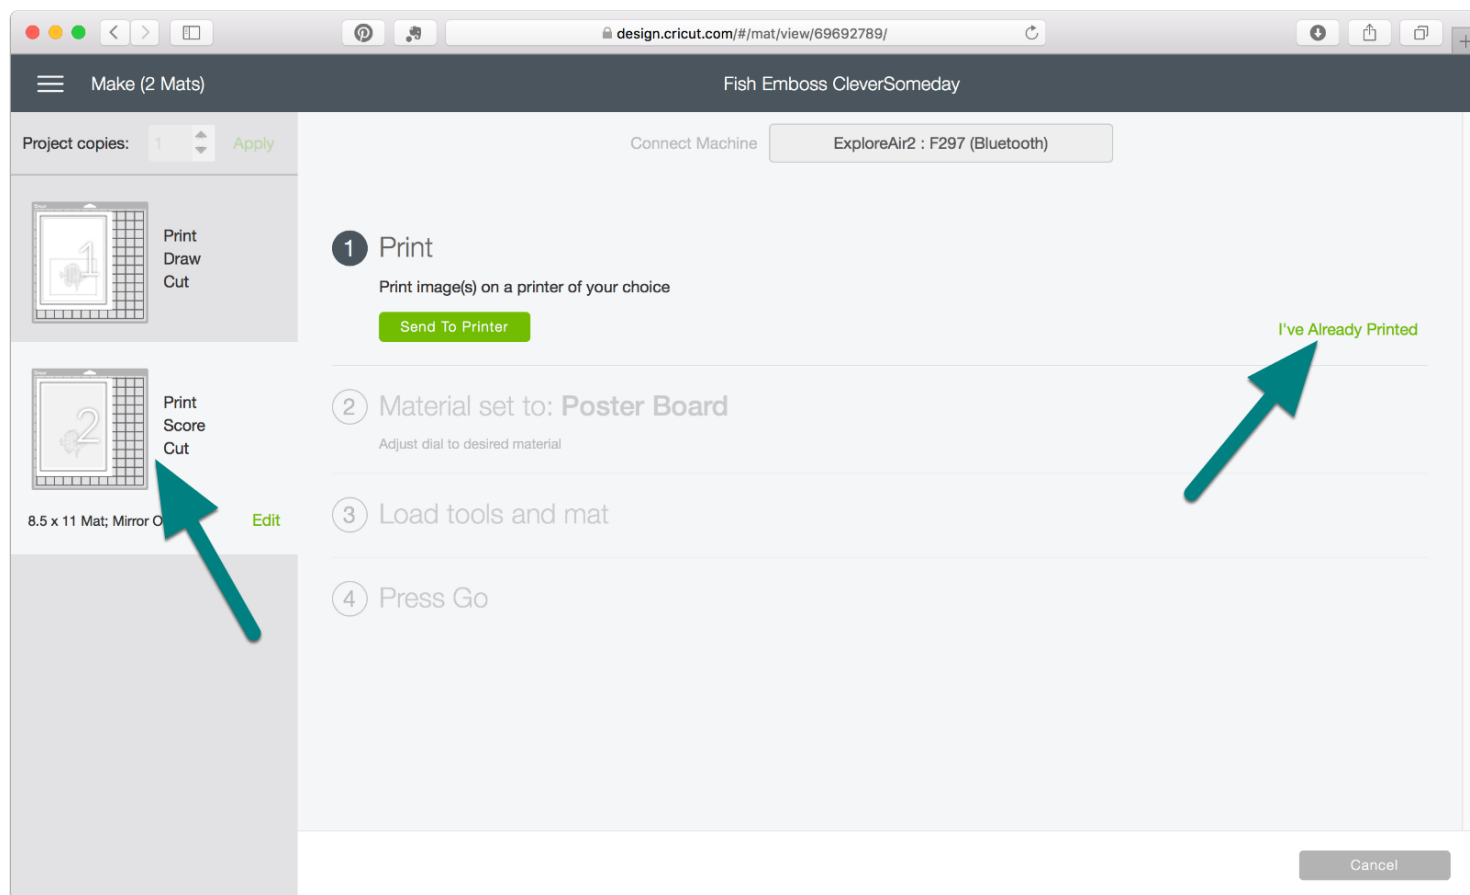 design.cricut.com/#/mat/view/69692789/
Make (2 Mats)
Fish Emboss CleverSomeday
Project copies: 1 Apply
Connect Machine ExploreAir2 : F297 (Bluetooth)
1
Print
Draw
Cut
1 Print
Print image(s) on a printer of your choice
Send To Printer
I've Already Printed
2
Print
Score
Cut
8.5 x 11 Mat; Mirror
Edit
2 Material set to: Poster Board
Adjust dial to desired material
3 Load tools and mat
4 Press Go
Cancel